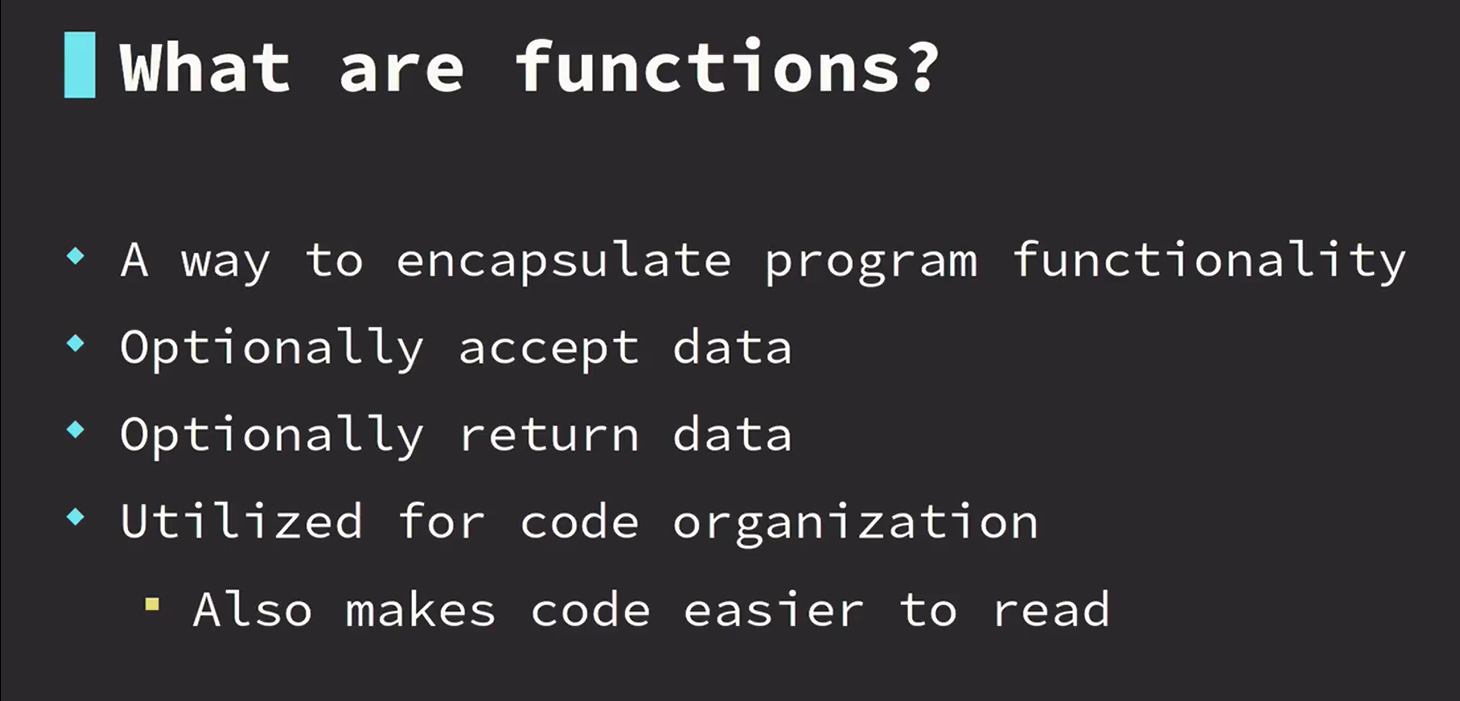 What are functions?
A way to encapsulate program functionality
Optionally accept data
Optionally return data
Utilized for code organization
Also makes code easier to read